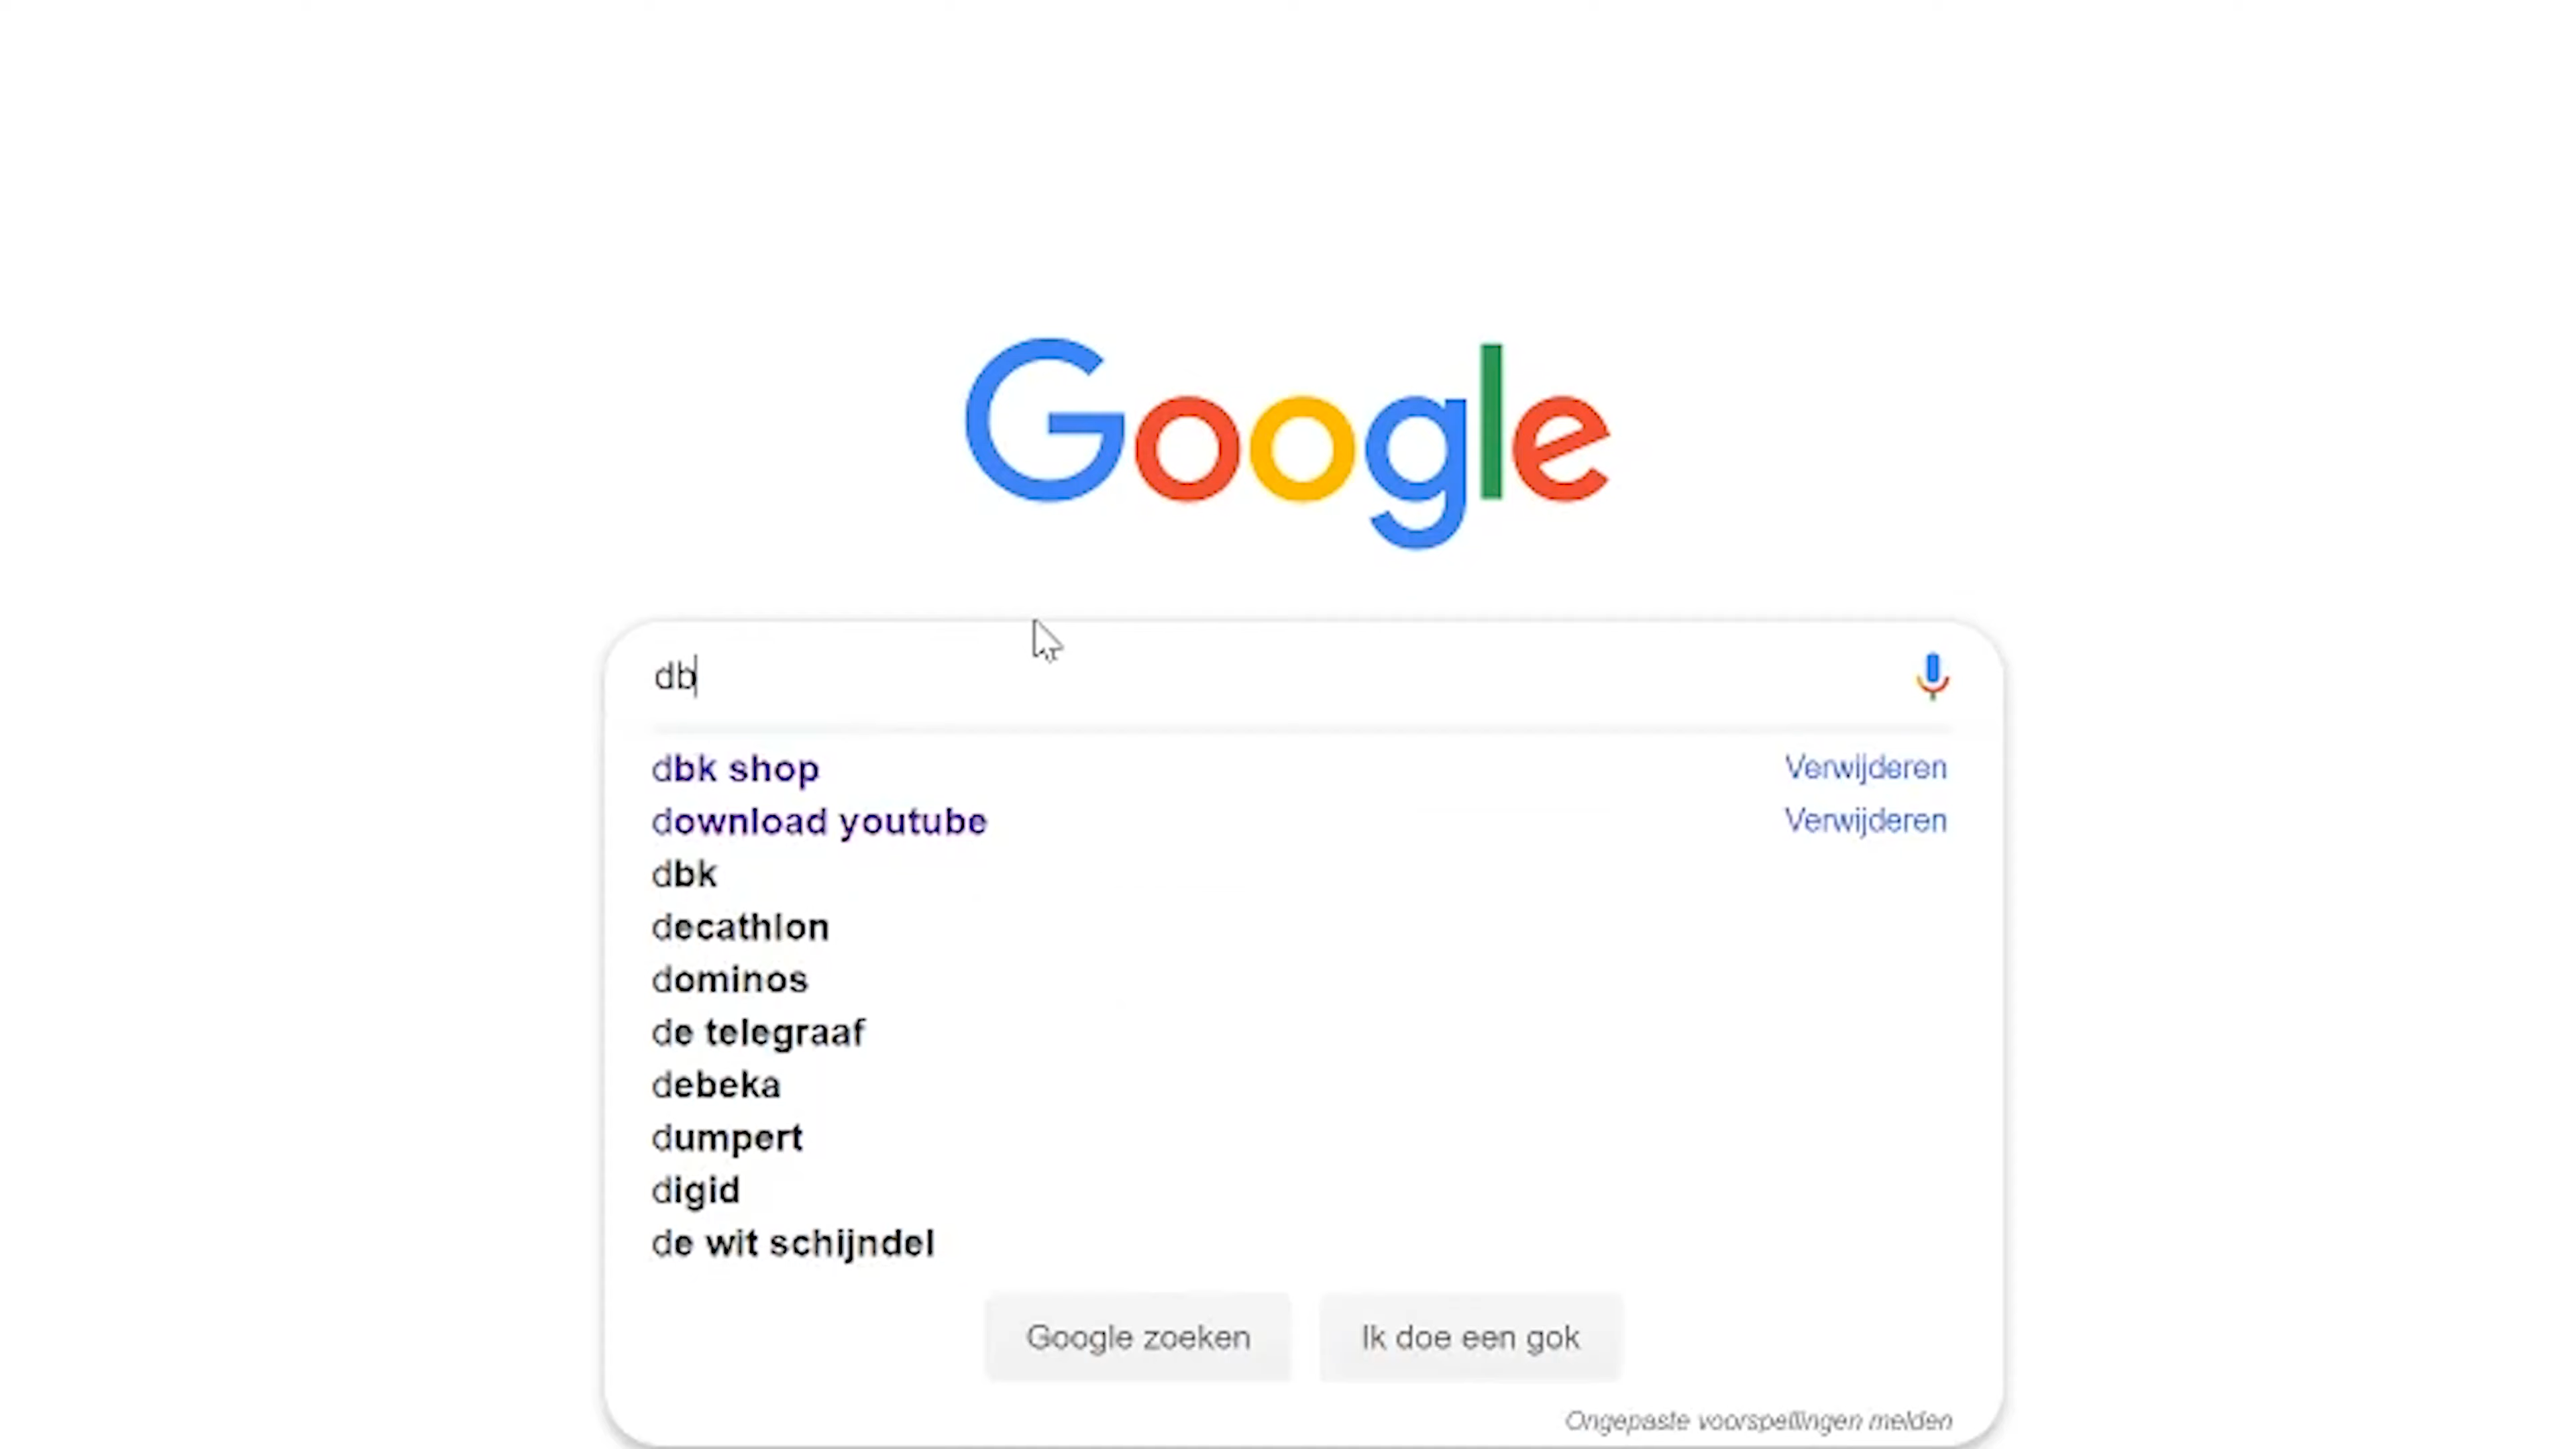 Google
db
dbk shop Verwijderen
download youtube Verwijderen
dbk
decathlon
dominos
de telegraaf
debeka
dumpert
digid
de wit schijndel
Google zoeken Ik doe een gok
Ongepaste voorspellingen melden